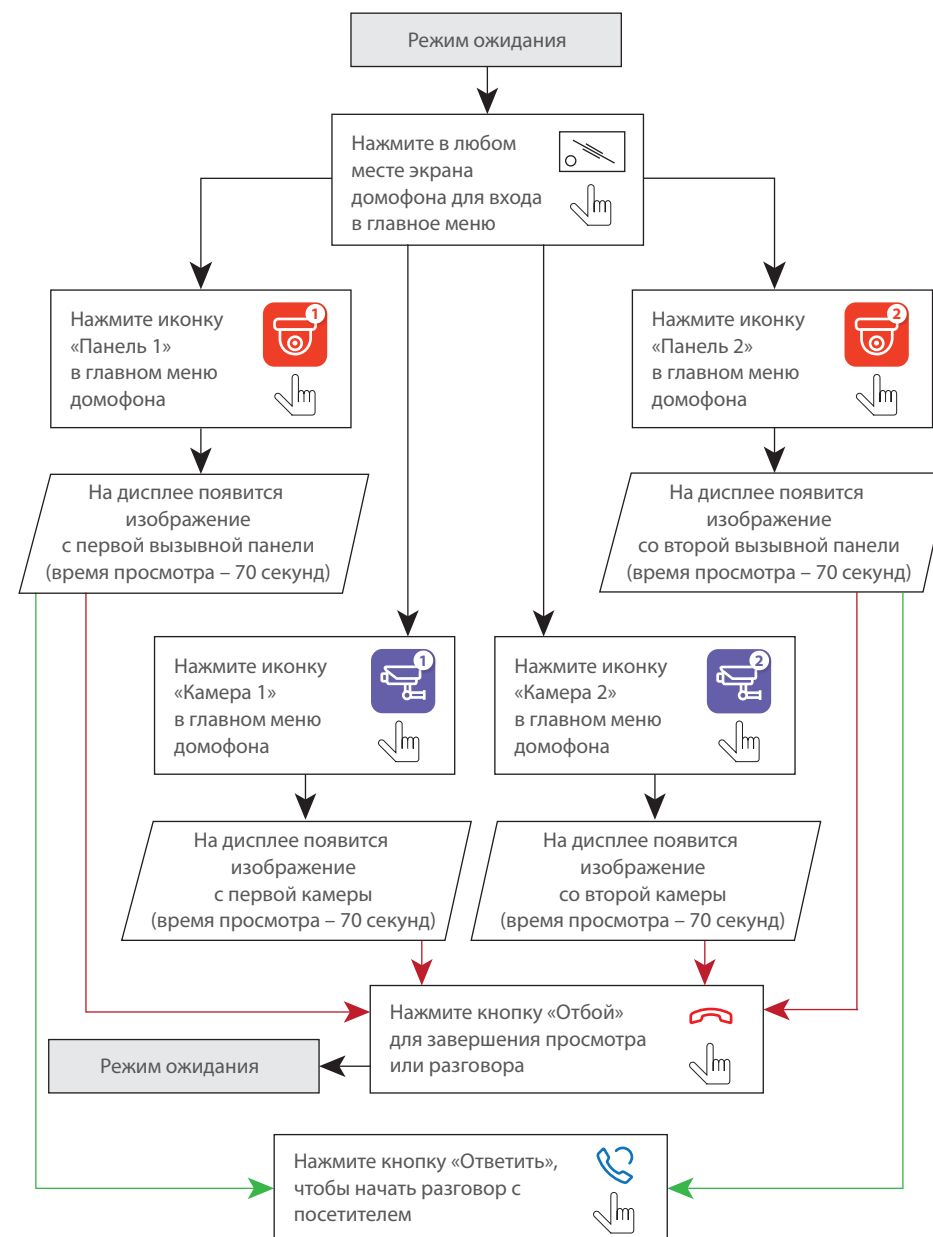 Режим ожидания
Нажмите в любом
месте экрана
домофона для входа
в главное меню
Нажмите иконку
«Панель 1»
в главном меню
домофона
1
Нажмите иконку
«Панель 2»
в главном меню
домофона
2
На дисплее появится
изображение
с первой вызывной панели
(время просмотра – 70 секунд)
На дисплее появится
изображение
со второй вызывной панели
(время просмотра – 70 секунд)
Нажмите иконку
«Камера 1»
в главном меню
домофона
1
Нажмите иконку
«Камера 2»
в главном меню
домофона
2
На дисплее появится
изображение
с первой камеры
(время просмотра – 70 секунд)
На дисплее появится
изображение
со второй камеры
(время просмотра – 70 секунд)
Нажмите кнопку «Отбой»
для завершения просмотра
или разговора
Режим ожидания
Нажмите кнопку «Ответить»,
чтобы начать разговор с
посетителем